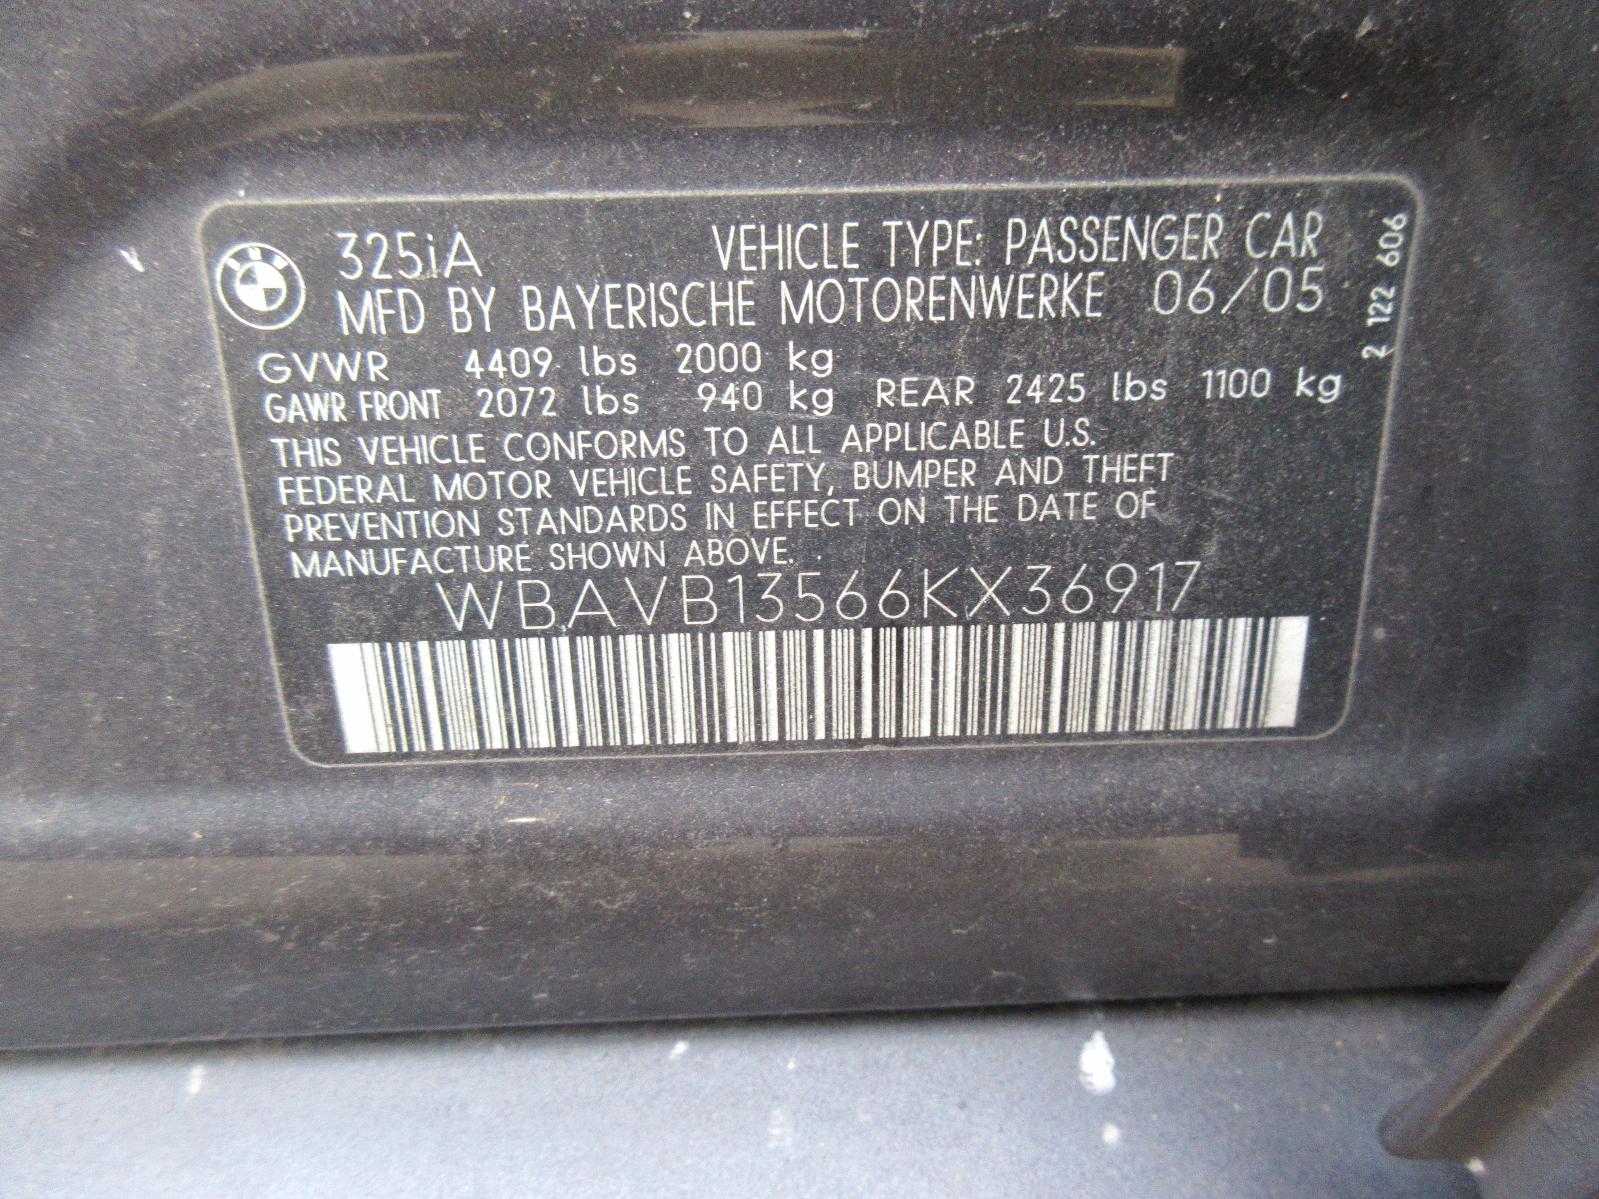 325iA VEHICLE TYPE: PASSENGER CAR
MFD BY BAYERISCHE MOTORENWERKE 06/05
GVWR 4409 lbs 2000 kg
GAWR FRONT 2072 lbs 940 kg REAR 2425 lbs 1100 kg
THIS VEHICLE CONFORMS TO ALL APPLICABLE U.S.
FEDERAL MOTOR VEHICLE SAFETY, BUMPER AND THEFT
PREVENTION STANDARDS IN EFFECT ON THE DATE OF
MANUFACTURE SHOWN ABOVE.
WBAVB13566KX36917
2 122 606